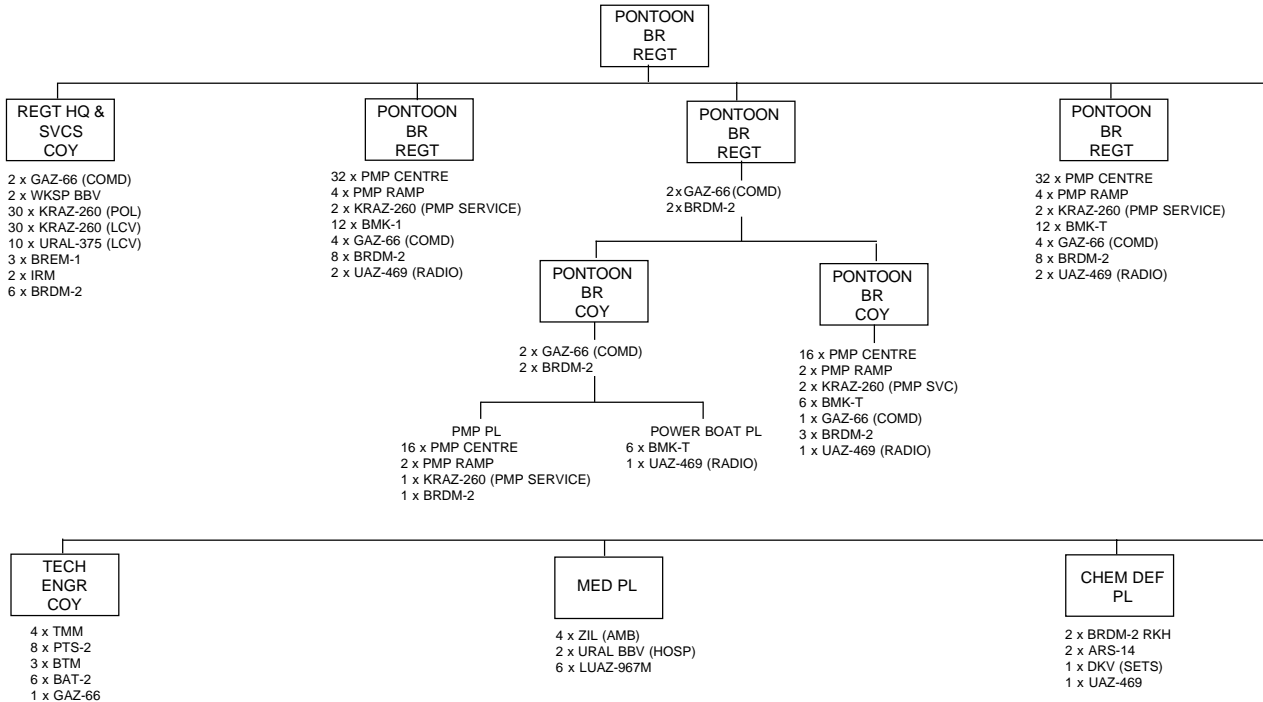 PONTOON
BR
REGT
REGT HQ &
SVCS
COY
2 x GAZ-66 (COMD)
2 x WKSP BBV
30 x KRAZ-260 (POL)
30 x KRAZ-260 (LCV)
10 x URAL-375 (LCV)
3 x BREM-1
2 x IRM
6 x BRDM-2
PONTOON
BR
REGT
32 x PMP CENTRE
4 x PMP RAMP
2 x KRAZ-260 (PMP SERVICE)
12 x BMK-1
4 x GAZ-66 (COMD)
8 x BRDM-2
2 x UAZ-469 (RADIO)
PONTOON
BR
REGT
2 x GAZ-66 (COMD)
2 x BRDM-2
PONTOON
BR
COY
2 x GAZ-66 (COMD)
2 x BRDM-2
PMP PL
16 x PMP CENTRE
2 x PMP RAMP
1 x KRAZ-260 (PMP SERVICE)
1 x BRDM-2
POWER BOAT PL
6 x BMK-T
1 x UAZ-469 (RADIO)
PONTOON
BR
COY
16 x PMP CENTRE
2 x PMP RAMP
2 x KRAZ-260 (PMP SVC)
6 x BMK-T
1 x GAZ-66 (COMD)
3 x BRDM-2
1 x UAZ-469 (RADIO)
PONTOON
BR
REGT
32 x PMP CENTRE
4 x PMP RAMP
2 x KRAZ-260 (PMP SERVICE)
12 x BMK-T
4 x GAZ-66 (COMD)
8 x BRDM-2
2 x UAZ-469 (RADIO)
TECH
ENGR
COY
4 x TMM
8 x PTS-2
3 x BTM
6 x BAT-2
1 x GAZ-66
MED PL
4 x ZIL (AMB)
2 x URAL BBV (HOSP)
6 x LUAZ-967M
CHEM DEF
PL
2 x BRDM-2 RKH
2 x ARS-14
1 x DKV (SETS)
1 x UAZ-469